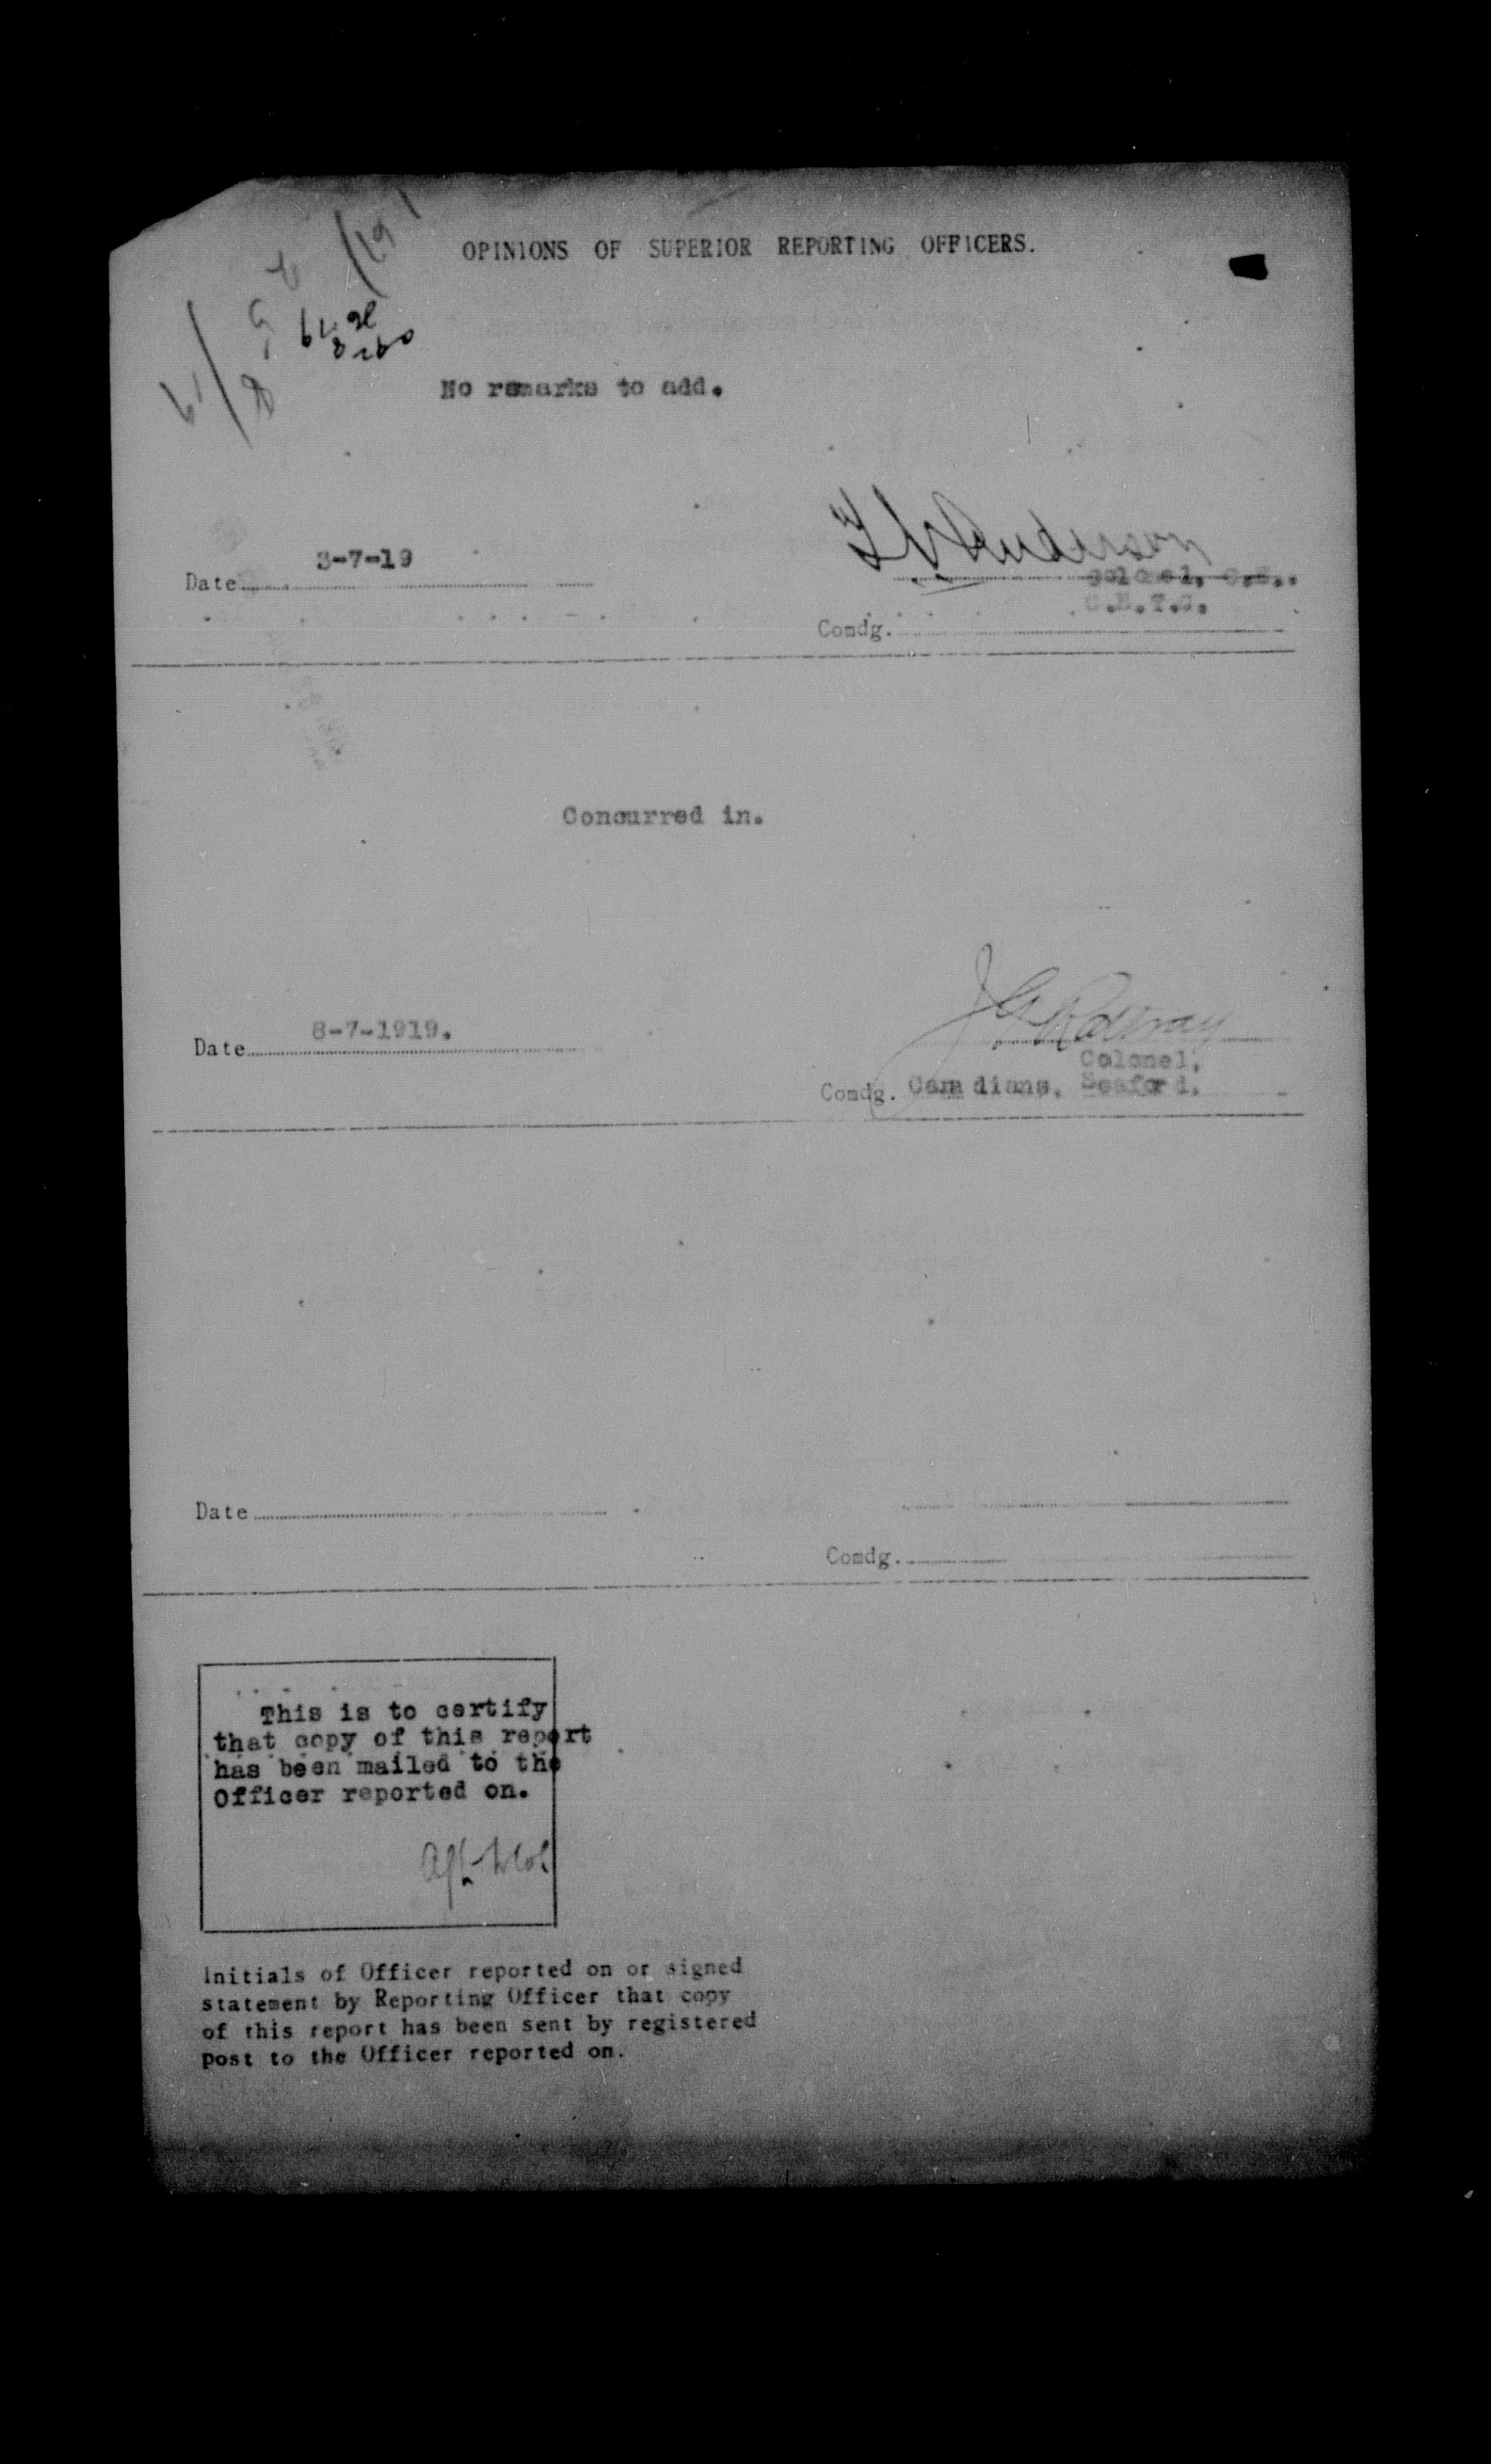 OPINIONS OF SUPERIOR REPORTING OFFICERS.
No remarks to add.
Date 3-7-19
Anderson
Colonel, C.E.,
C.E.T.C.
Comdg.
Concurred in.
Date 8-7-1919.
Colonel,
Comdg. Canadians, Seaford.
Date
Comdg.
This is to certify
that copy of this report
has been mailed to the
Officer reported on.
Initials of Officer reported on or signed
statement by Reporting Officer that copy
of this report has been sent by registered
post to the Officer reported on.